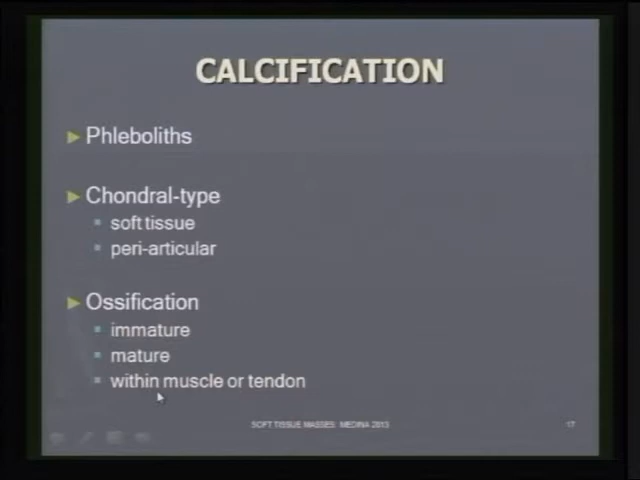 CALCIFICATION
Phleboliths
Chondral-type
soft tissue
peri-articular
Ossification
immature
mature
within muscle or tendon
SOFT TISSUE MASSES: MEDINA 2013
17